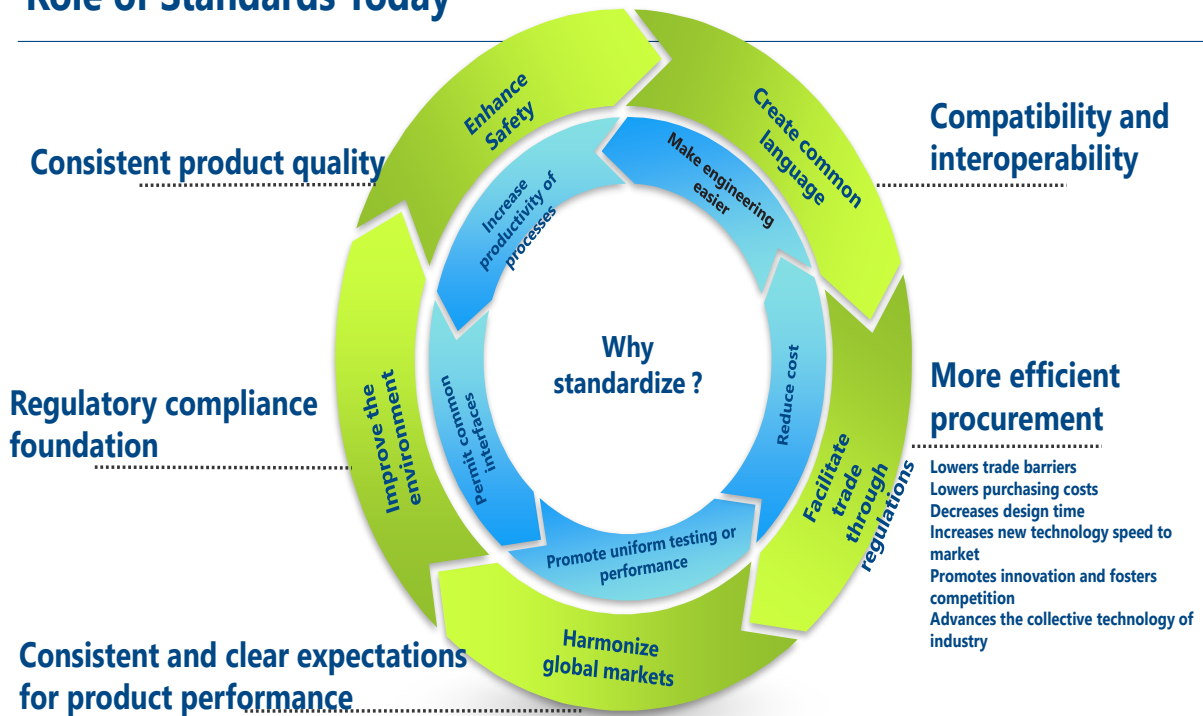 Role of Standards Today
Enhance
Safety
Create common
language
Compatibility and
interoperability
Consistent product quality
Increase
productivity of
processes
Make engineering
easier
Why
standardize ?
Reduce cost
More efficient
procurement
Lowers trade barriers
Lowers purchasing costs
Decreases design time
Increases new technology speed to
market
Promotes innovation and fosters
competition
Advances the collective technology of
industry
Regulatory compliance
foundation
Improve the
environment
Permit common
interfaces
Facilitate
trade
through
regulations
Promote uniform testing or
performance
Harmonize
global markets
Consistent and clear expectations
for product performance